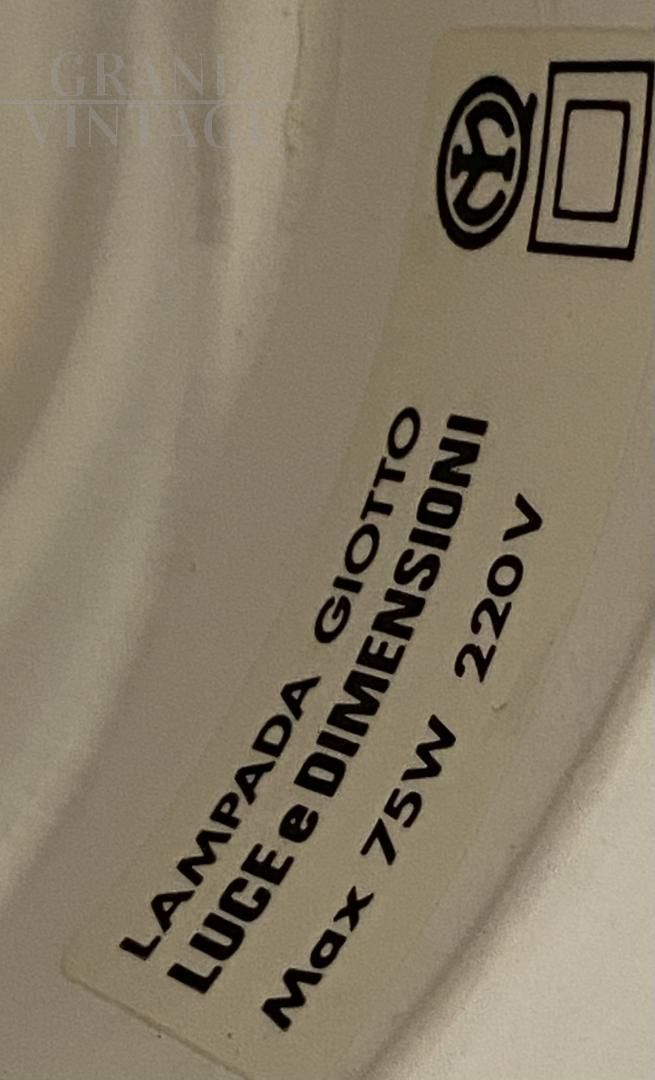 GRAND
VINTAGE
LAMPADA GIOTTO
LUCE e DIMENSIONI
Max 75W 220V